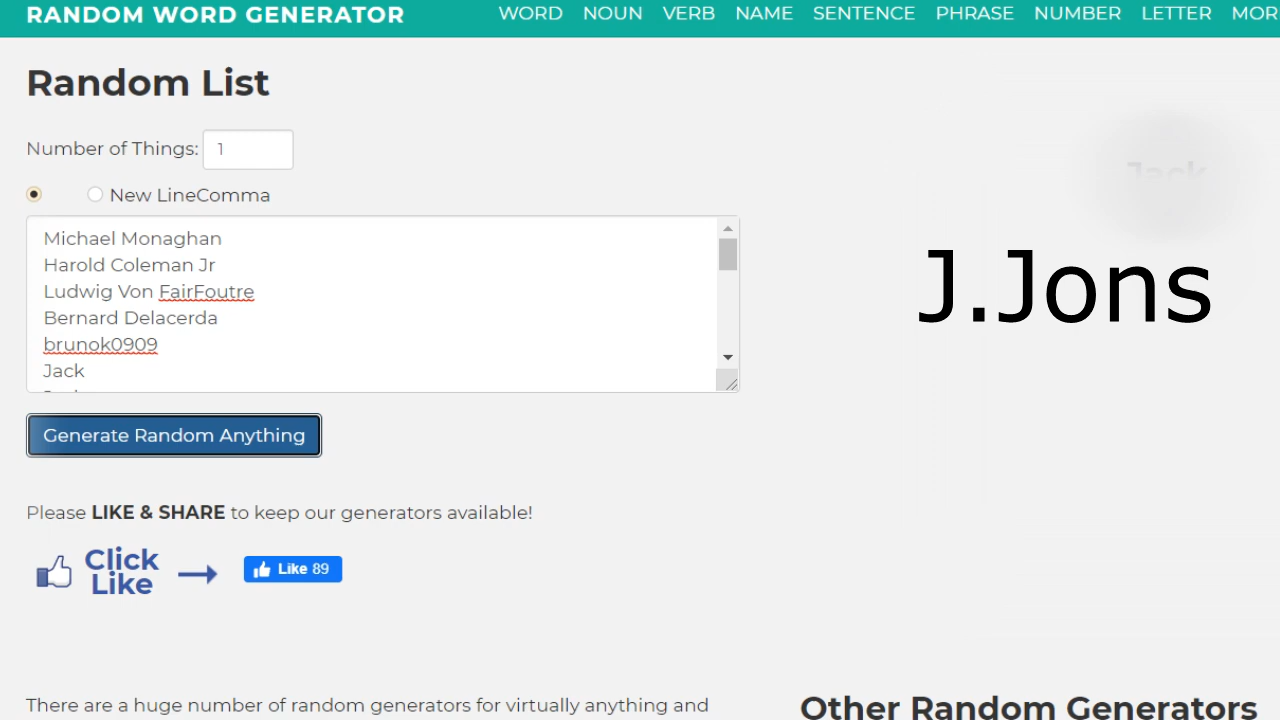 RANDOM WORD GENERATOR WORD NOUN VERB NAME SENTENCE PHRASE NUMBER LETTER MOR
Random List
Number of Things: 1
New LineComma
Michael Monaghan
Harold Coleman Jr
Ludwig Von FairFoutre
Bernard Delacerda
brunok0909
Jack
Generate Random Anything
Jack
J.Jons
Please LIKE & SHARE to keep our generators available!
Click
Like
Like 89
There are a huge number of random generators for virtually anything and
Other Random Generators